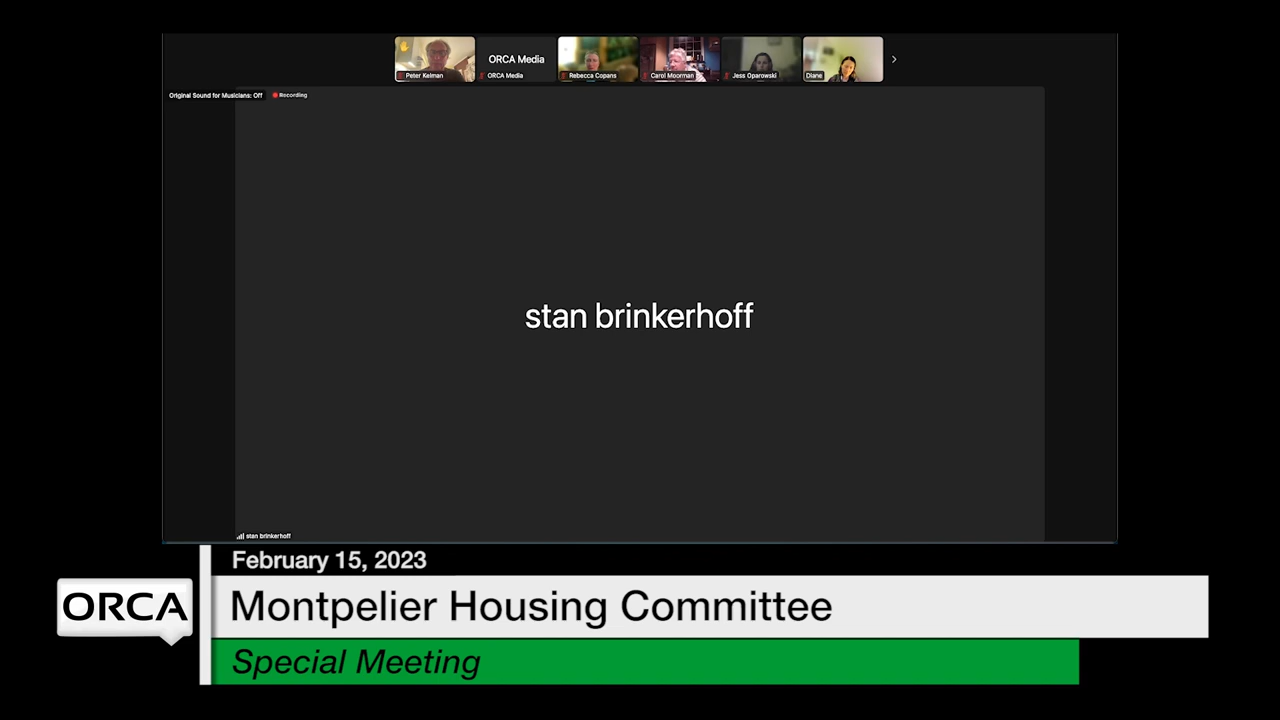 ORCA Media
Peter Kelman
ORCA Media
Rebecca Copans
Carol Moorman
Jess Oparowski
Diane
Original Sound for Musicians: Off
Recording
stan brinkerhoff
stan brinkerhoff
February 15, 2023
ORCA
Montpelier Housing Committee
Special Meeting